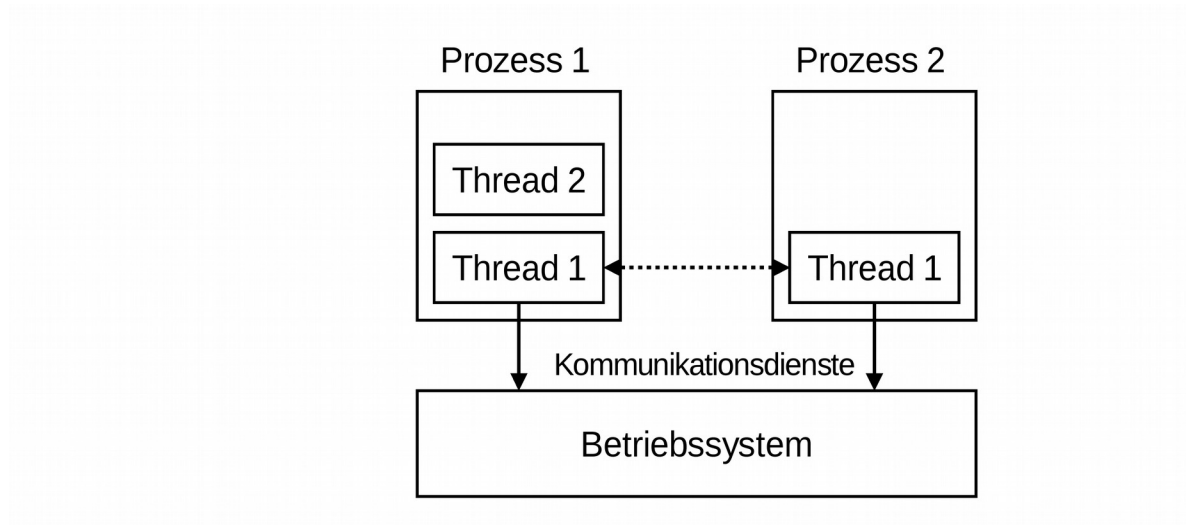 Prozess 1
Prozess 2
Thread 2
Thread 1
Thread 1
Kommunikationsdienste
Betriebssystem